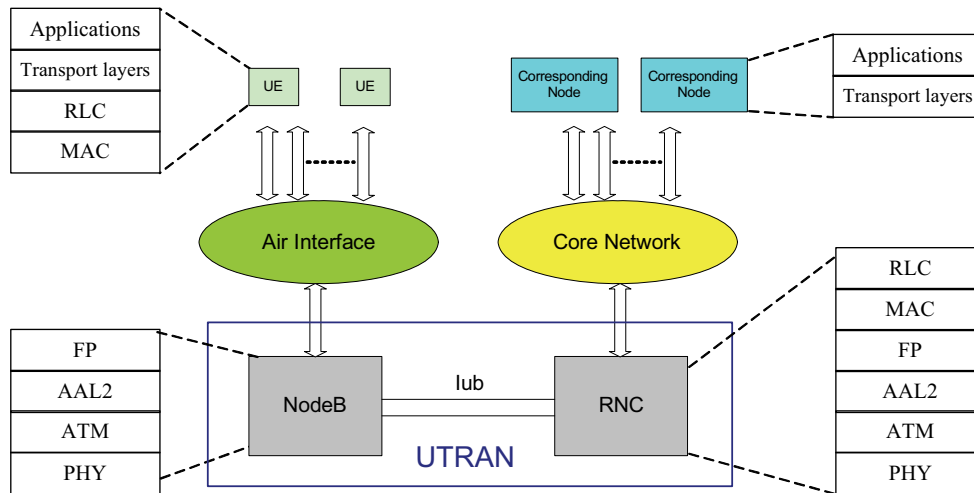 Applications
Transport layers
RLC
MAC
UE
UE
Corresponding
Node
Corresponding
Node
Applications
Transport layers
Air Interface
Core Network
FP
AAL2
ATM
PHY
NodeB
Iub
RNC
UTRAN
RLC
MAC
FP
AAL2
ATM
PHY